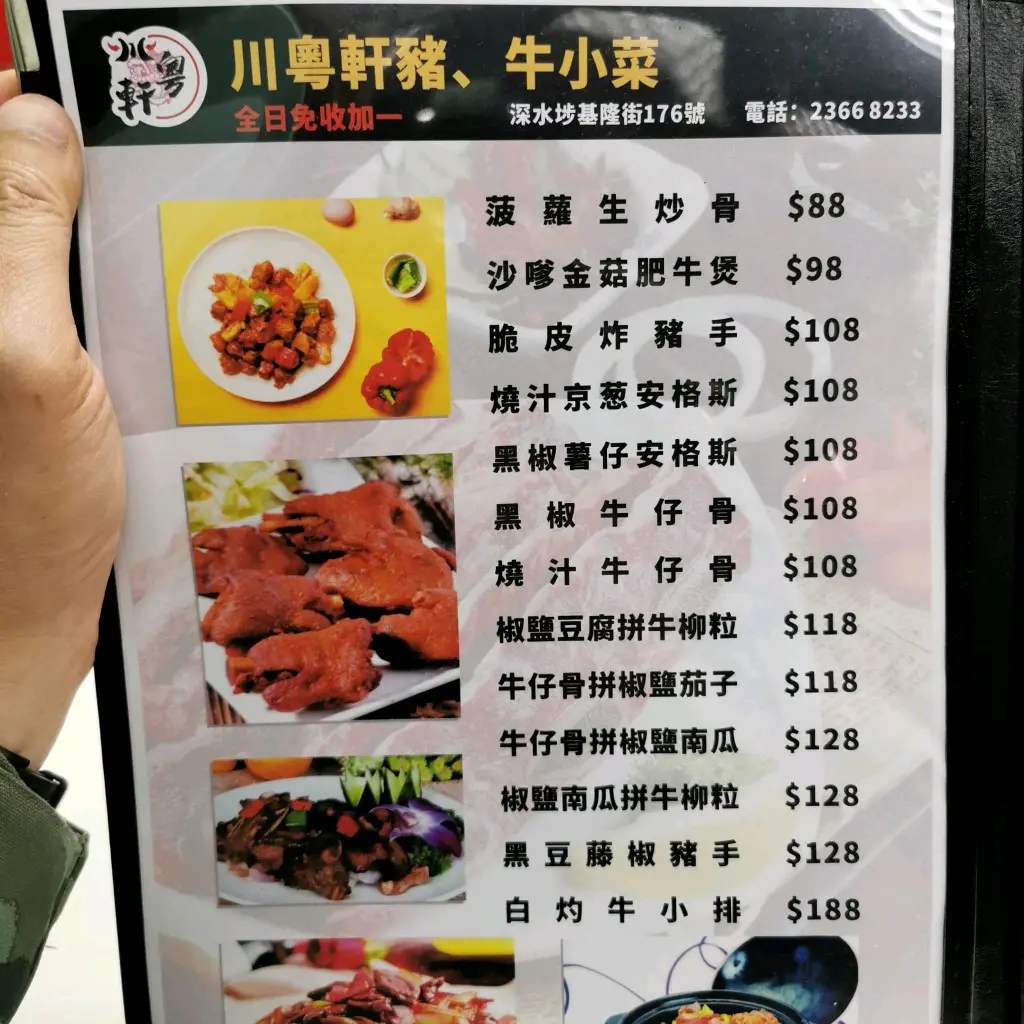 川粵軒
川粵軒豬、牛小菜
全日免收加一
深水埗基隆街176號
電話：2366 8233
菠蘿生炒骨 $88
沙嗲金菇肥牛煲 $98
脆皮炸豬手 $108
燒汁京葱安格斯 $108
黑椒薯仔安格斯 $108
黑椒牛仔骨 $108
燒汁牛仔骨 $108
椒鹽豆腐拼牛柳粒 $118
牛仔骨拼椒鹽茄子 $118
牛仔骨拼椒鹽南瓜 $128
椒鹽南瓜拼牛柳粒 $128
黑豆藤椒豬手 $128
白灼牛小排 $188